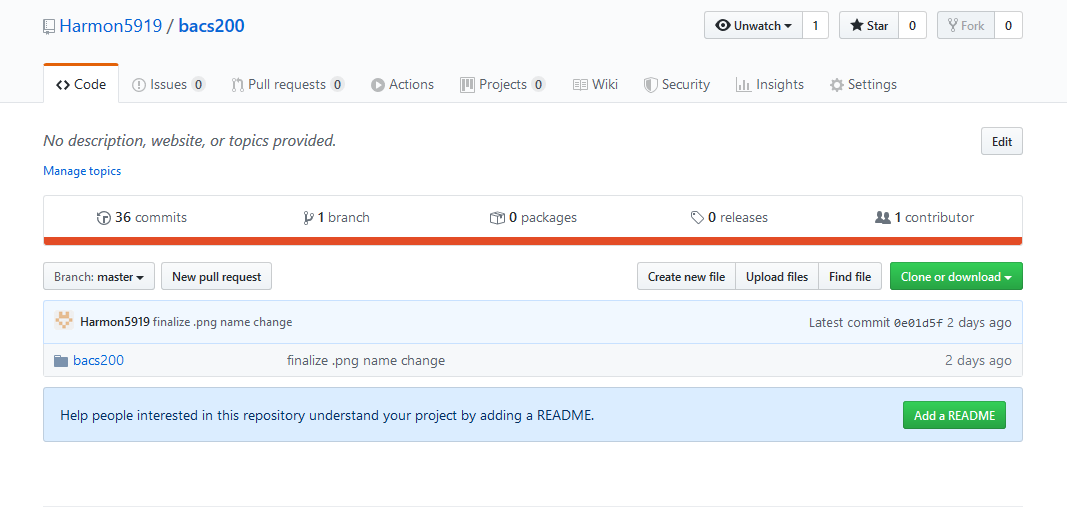 Harmon5919 / bacs200 Unwatch 1 Star 0 Fork 0
Code Issues 0 Pull requests 0 Actions Projects 0 Wiki Security Insights Settings
No description, website, or topics provided. Edit
Manage topics
36 commits 1 branch 0 packages 0 releases 1 contributor
Branch: master New pull request Create new file Upload files Find file Clone or download
Harmon5919 finalize .png name change Latest commit 0e01d5f 2 days ago
bacs200 finalize .png name change 2 days ago
Help people interested in this repository understand your project by adding a README. Add a README